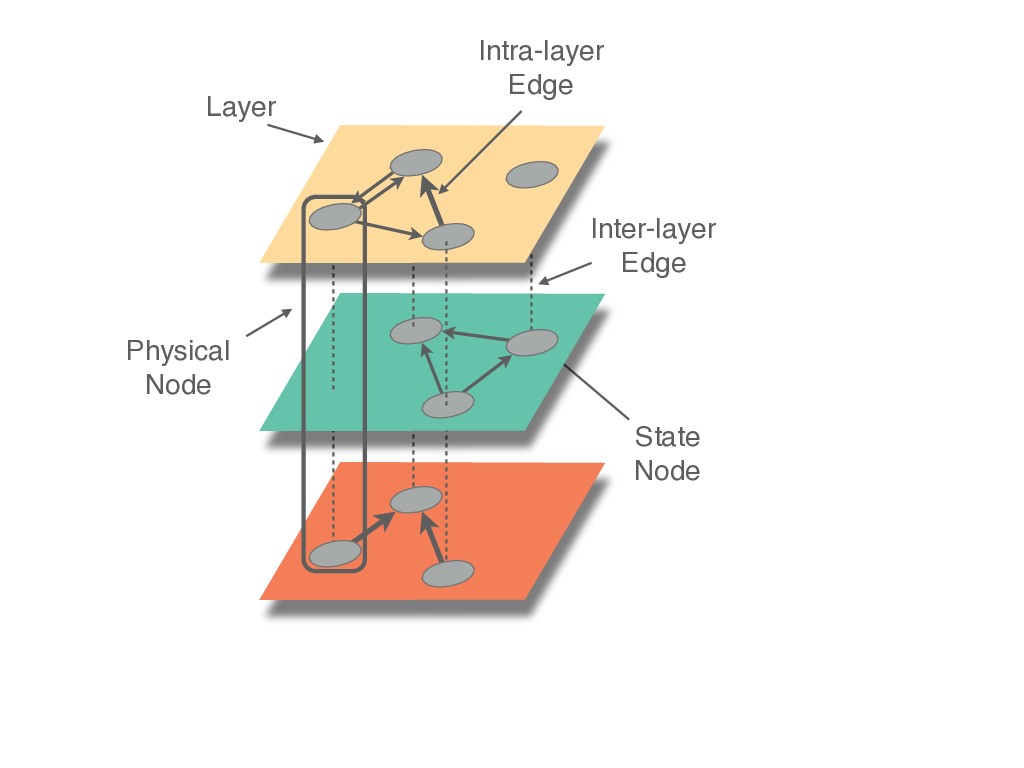 Intra-layer
Edge
Layer
Inter-layer
Edge
Physical
Node
State
Node